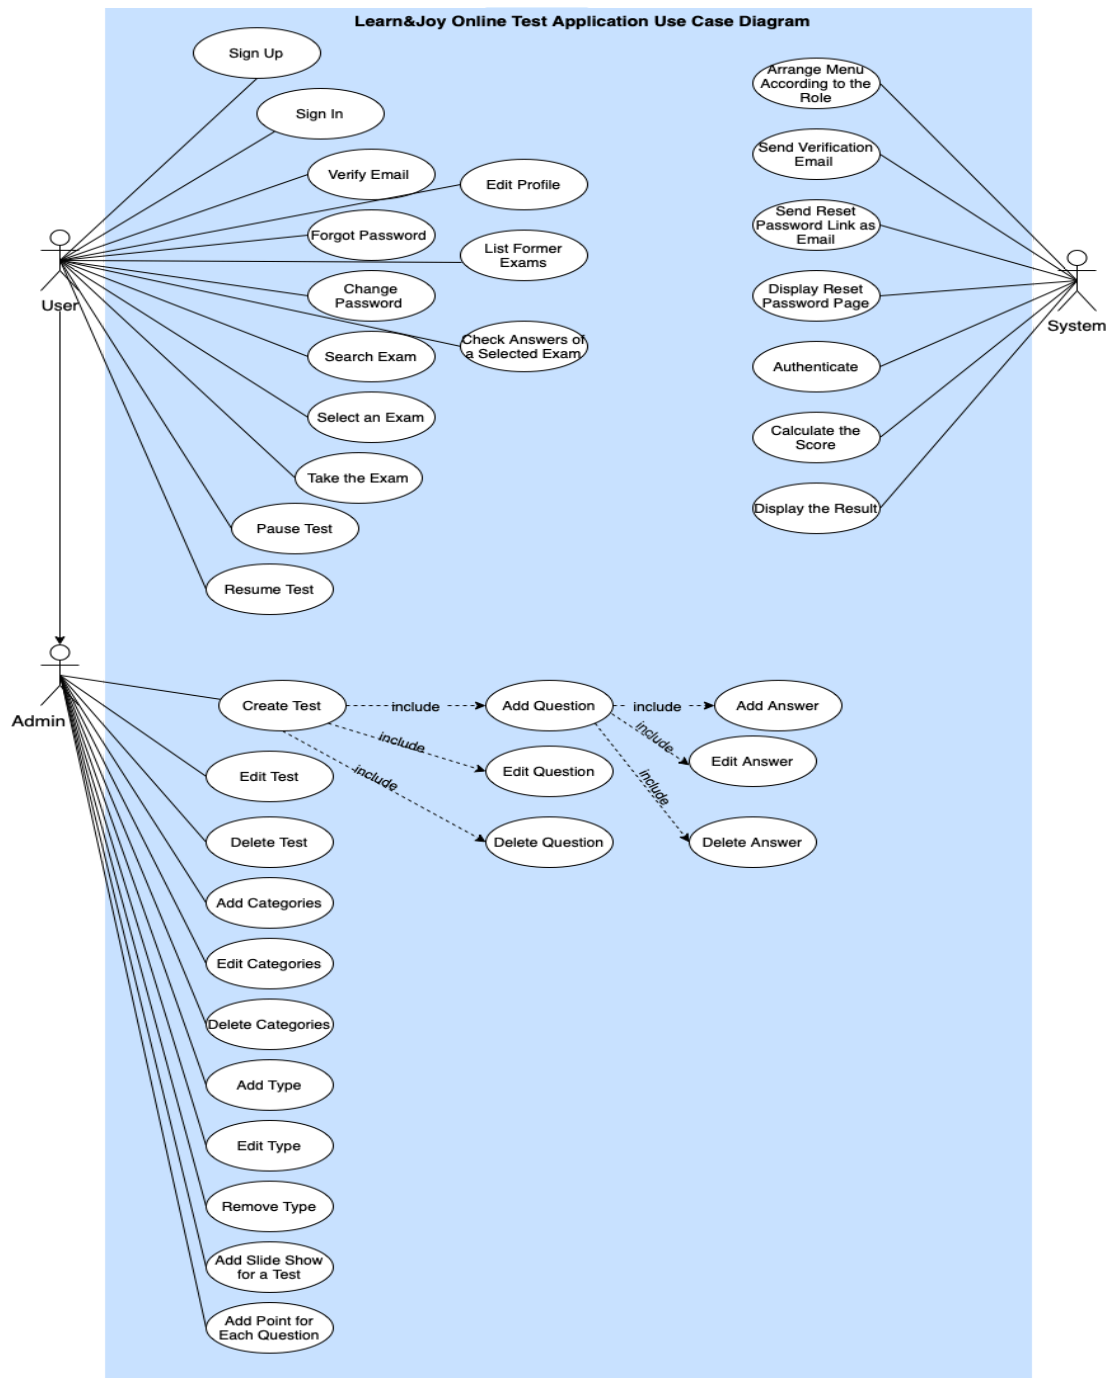 Learn&Joy Online Test Application Use Case Diagram
Sign Up
Sign In
Verify Email
Edit Profile
Forgot Password
List Former
Exams
Change
Password
Search Exam
Check Answers of
a Selected Exam
Select an Exam
Take the Exam
Pause Test
Resume Test
User
Arrange Menu
According to the
Role
Send Verification
Email
Send Reset
Password Link as
Email
Display Reset
Password Page
Authenticate
Calculate the
Score
Display the Result
System
Admin
Create Test
include
Add Question
include
Add Answer
include
Edit Question
include
Edit Answer
include
Delete Question
include
Delete Answer
Edit Test
Delete Test
Add Categories
Edit Categories
Delete Categories
Add Type
Edit Type
Remove Type
Add Slide Show
for a Test
Add Point for
Each Question